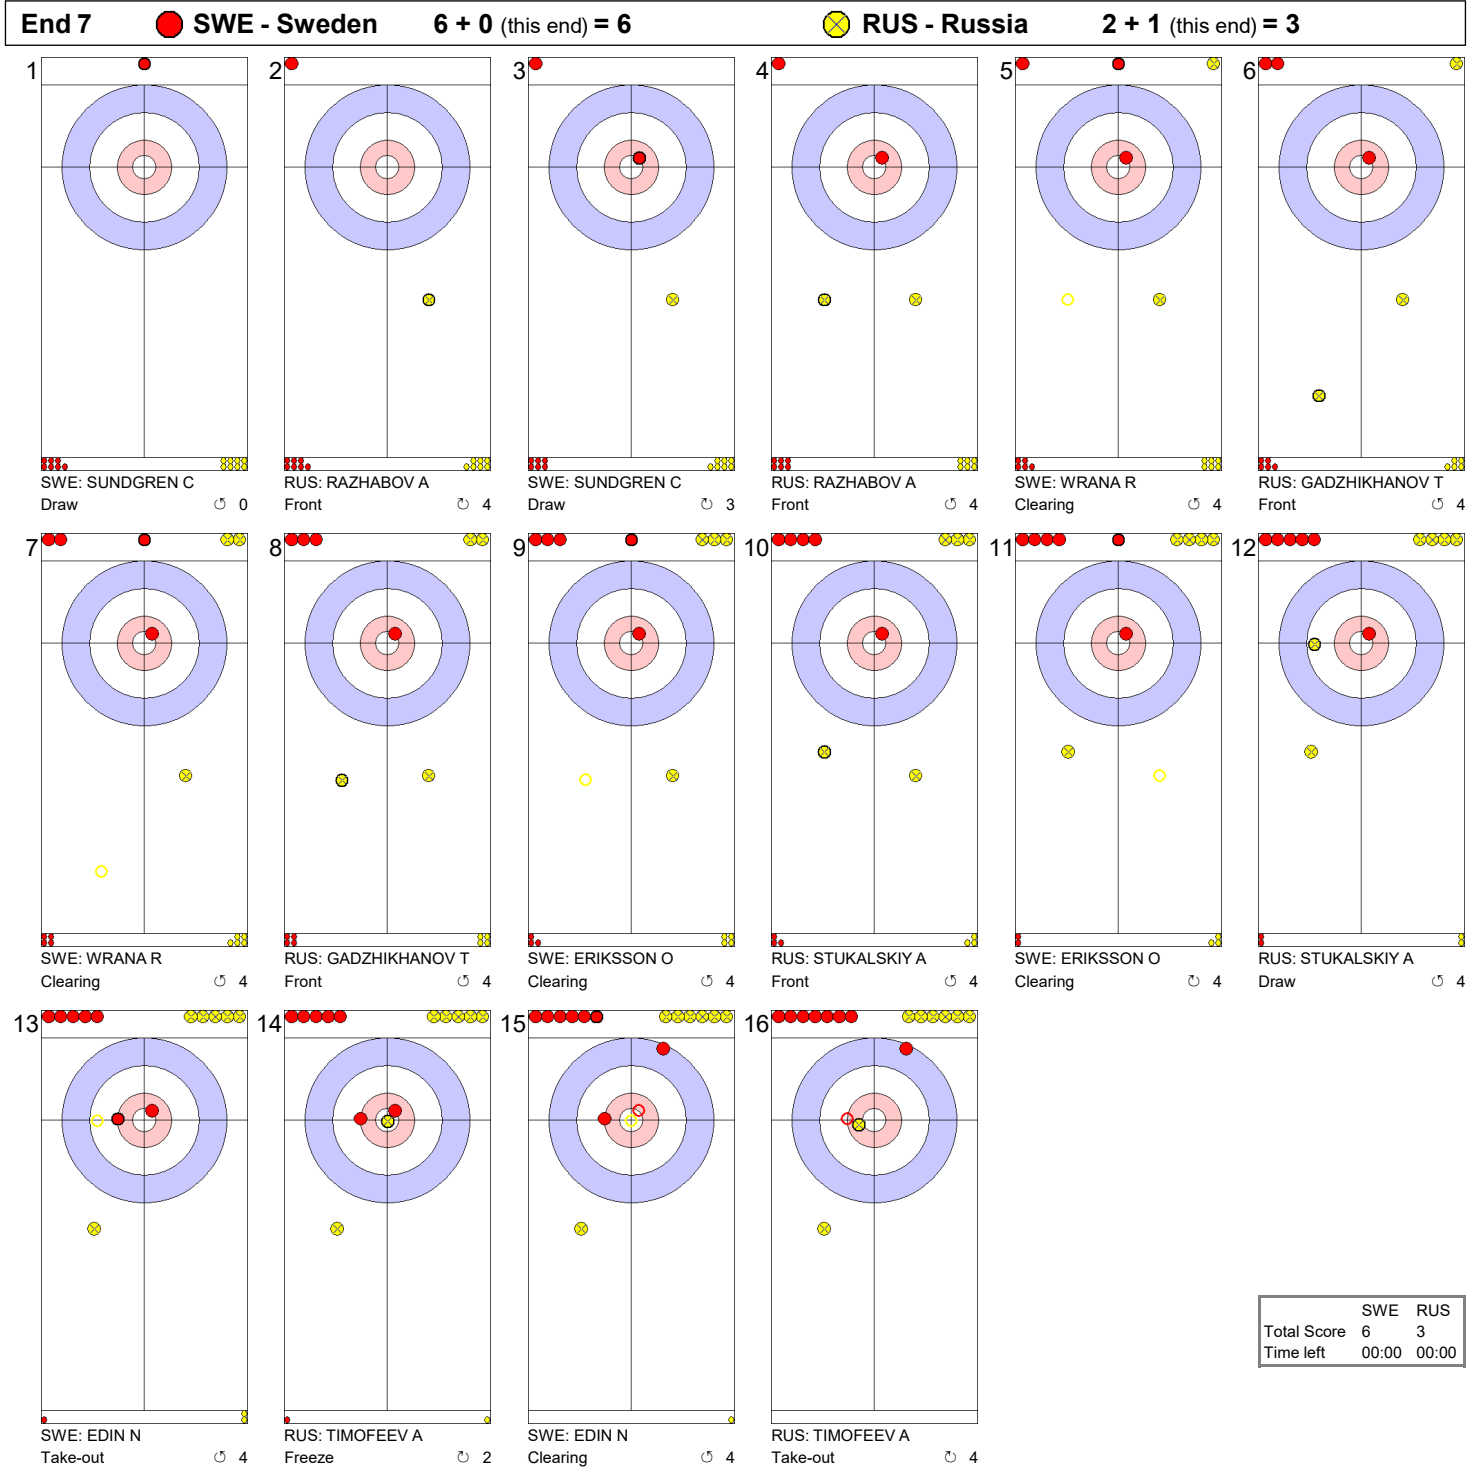 End 7 SWE - Sweden 6 + 0 (this end) = 6 RUS - Russia 2 + 1 (this end) = 3
1 2 3 4 5 6
SWE: SUNDGREN C RUS: RAZHABOV A SWE: SUNDGREN C RUS: RAZHABOV A SWE: WRANA R RUS: GADZHIKHANOV T
Draw ↺ 0 Front ↻ 4 Draw ↻ 3 Front ↺ 4 Clearing ↺ 4 Front ↺ 4
7 8 9 10 11 12
SWE: WRANA R RUS: GADZHIKHANOV T SWE: ERIKSSON O RUS: STUKALSKIY A SWE: ERIKSSON O RUS: STUKALSKIY A
Clearing ↺ 4 Front ↺ 4 Clearing ↺ 4 Front ↺ 4 Clearing ↻ 4 Draw ↺ 4
13 14 15 16
SWE: EDIN N RUS: TIMOFEEV A SWE: EDIN N RUS: TIMOFEEV A
Take-out ↺ 4 Freeze ↻ 2 Clearing ↺ 4 Take-out ↻ 4
SWE RUS
Total Score 6 3
Time left 00:00 00:00